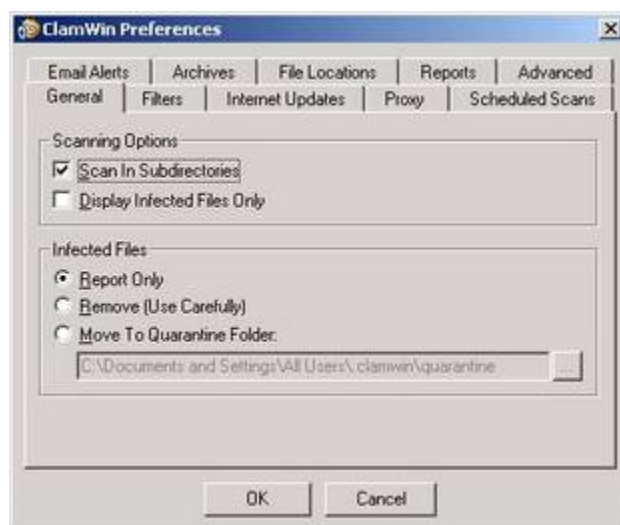 ClamWin Preferences
Email Alerts Archives File Locations Reports Advanced
General Filters Internet Updates Proxy Scheduled Scans
Scanning Options
Scan In Subdirectories
Display Infected Files Only
Infected Files
Report Only
Remove (Use Carefully)
Move To Quarantine Folder:
C:\Documents and Settings\All Users\.clamwin\quarantine ...
OK Cancel